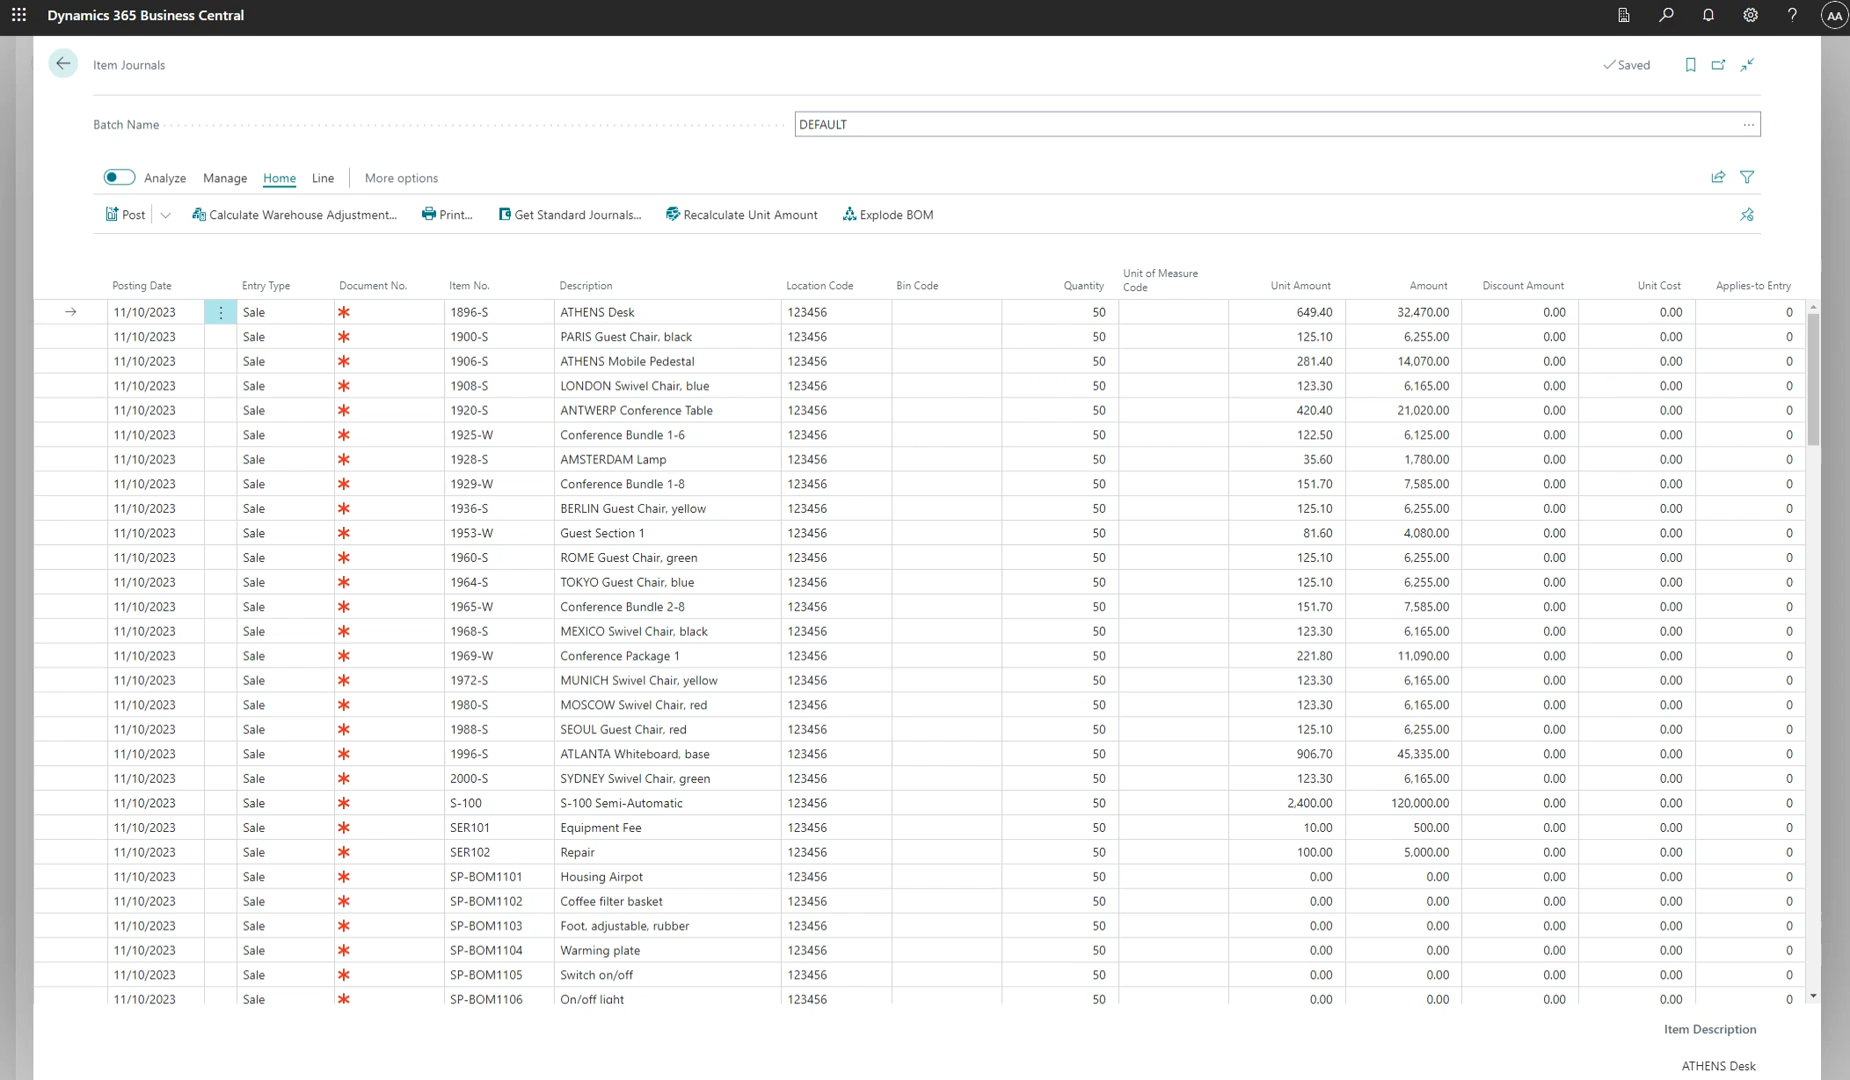 Dynamics 365 Business Central
? AA
Item Journals
Saved
Batch Name
DEFAULT
Analyze Manage Home Line More options
Post Calculate Warehouse Adjustment... Print... Get Standard Journals... Recalculate Unit Amount Explode BOM
Posting Date Entry Type Document No. Item No. Description Location Code Bin Code Quantity Unit of Measure Code Unit Amount Amount Discount Amount Unit Cost Applies-to Entry
11/10/2023 Sale * 1896-S ATHENS Desk 123456 50 649.40 32,470.00 0.00 0.00 0
11/10/2023 Sale * 1900-S PARIS Guest Chair, black 123456 50 125.10 6,255.00 0.00 0.00 0
11/10/2023 Sale * 1906-S ATHENS Mobile Pedestal 123456 50 281.40 14,070.00 0.00 0.00 0
11/10/2023 Sale * 1908-S LONDON Swivel Chair, blue 123456 50 123.30 6,165.00 0.00 0.00 0
11/10/2023 Sale * 1920-S ANTWERP Conference Table 123456 50 420.40 21,020.00 0.00 0.00 0
11/10/2023 Sale * 1925-W Conference Bundle 1-6 123456 50 122.50 6,125.00 0.00 0.00 0
11/10/2023 Sale * 1928-S AMSTERDAM Lamp 123456 50 35.60 1,780.00 0.00 0.00 0
11/10/2023 Sale * 1929-W Conference Bundle 1-8 123456 50 151.70 7,585.00 0.00 0.00 0
11/10/2023 Sale * 1936-S BERLIN Guest Chair, yellow 123456 50 125.10 6,255.00 0.00 0.00 0
11/10/2023 Sale * 1953-W Guest Section 1 123456 50 81.60 4,080.00 0.00 0.00 0
11/10/2023 Sale * 1960-S ROME Guest Chair, green 123456 50 125.10 6,255.00 0.00 0.00 0
11/10/2023 Sale * 1964-S TOKYO Guest Chair, blue 123456 50 125.10 6,255.00 0.00 0.00 0
11/10/2023 Sale * 1965-W Conference Bundle 2-8 123456 50 151.70 7,585.00 0.00 0.00 0
11/10/2023 Sale * 1968-S MEXICO Swivel Chair, black 123456 50 123.30 6,165.00 0.00 0.00 0
11/10/2023 Sale * 1969-W Conference Package 1 123456 50 221.80 11,090.00 0.00 0.00 0
11/10/2023 Sale * 1972-S MUNICH Swivel Chair, yellow 123456 50 123.30 6,165.00 0.00 0.00 0
11/10/2023 Sale * 1980-S MOSCOW Swivel Chair, red 123456 50 123.30 6,165.00 0.00 0.00 0
11/10/2023 Sale * 1988-S SEOUL Guest Chair, red 123456 50 125.10 6,255.00 0.00 0.00 0
11/10/2023 Sale * 1996-S ATLANTA Whiteboard, base 123456 50 906.70 45,335.00 0.00 0.00 0
11/10/2023 Sale * 2000-S SYDNEY Swivel Chair, green 123456 50 123.30 6,165.00 0.00 0.00 0
11/10/2023 Sale * S-100 S-100 Semi-Automatic 123456 50 2,400.00 120,000.00 0.00 0.00 0
11/10/2023 Sale * SER101 Equipment Fee 123456 50 10.00 500.00 0.00 0.00 0
11/10/2023 Sale * SER102 Repair 123456 50 100.00 5,000.00 0.00 0.00 0
11/10/2023 Sale * SP-BOM1101 Housing Airpot 123456 50 0.00 0.00 0.00 0.00 0
11/10/2023 Sale * SP-BOM1102 Coffee filter basket 123456 50 0.00 0.00 0.00 0.00 0
11/10/2023 Sale * SP-BOM1103 Foot, adjustable, rubber 123456 50 0.00 0.00 0.00 0.00 0
11/10/2023 Sale * SP-BOM1104 Warming plate 123456 50 0.00 0.00 0.00 0.00 0
11/10/2023 Sale * SP-BOM1105 Switch on/off 123456 50 0.00 0.00 0.00 0.00 0
11/10/2023 Sale * SP-BOM1106 On/off light 123456 50 0.00 0.00 0.00 0.00 0
Item Description
ATHENS Desk